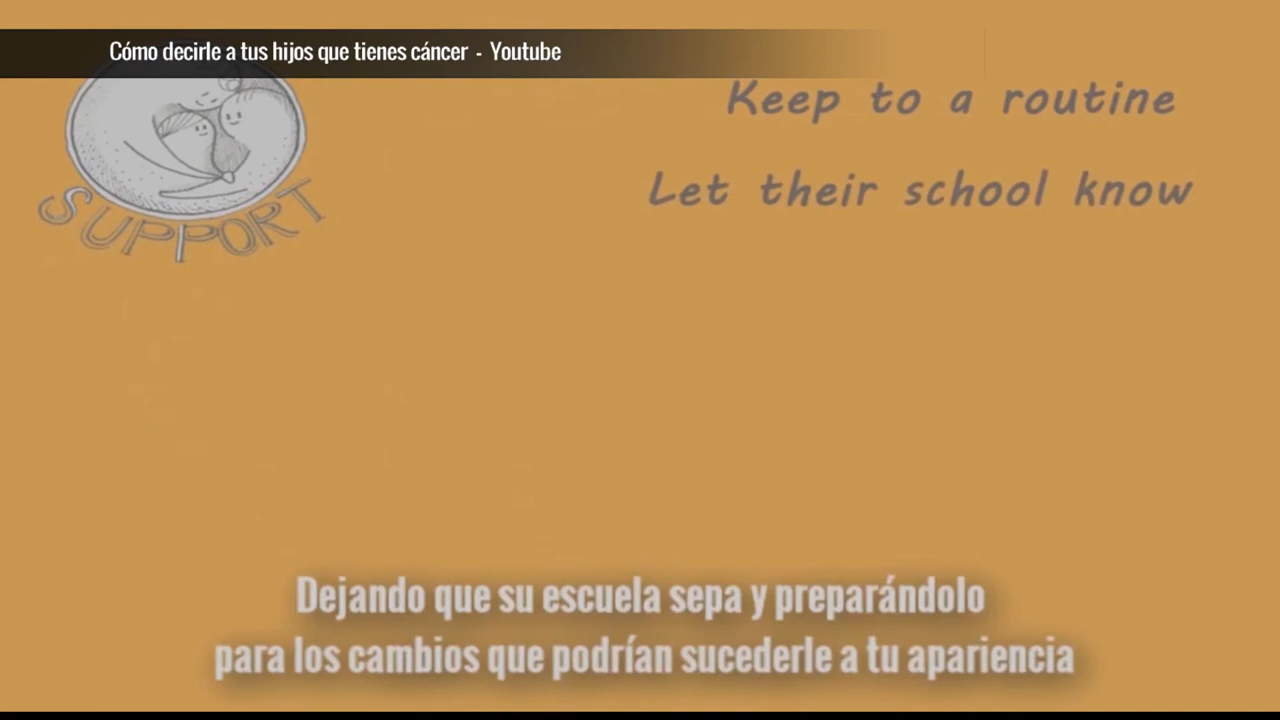 Cómo decirle a tus hijos que tienes cáncer - Youtube
Keep to a routine
Let their school know
SUPPORT
Dejando que su escuela sepa y preparándolo
para los cambios que podrían sucederle a tu apariencia